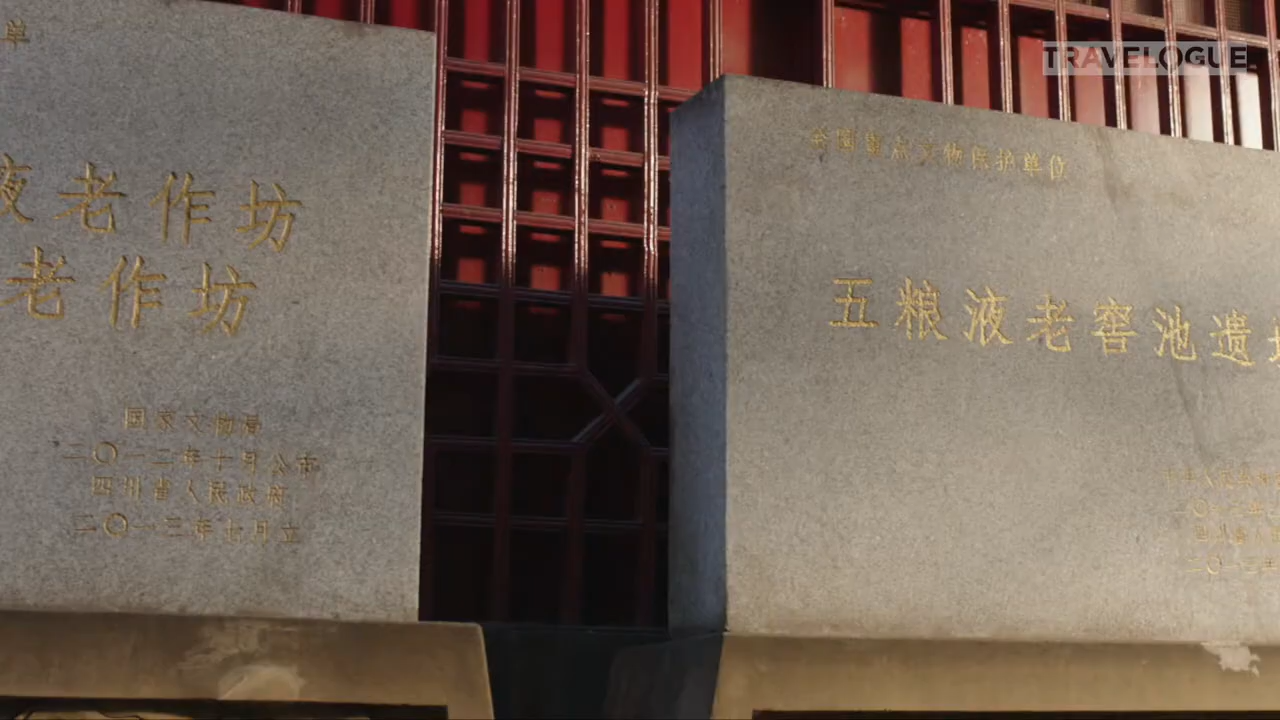 TRAVELOGUE
单
液老作坊
老作坊
国家文物局
二〇一二年十月公布
四川省人民政府
二〇一三年七月立
全国重点文物保护单位
五粮液老窖池遗